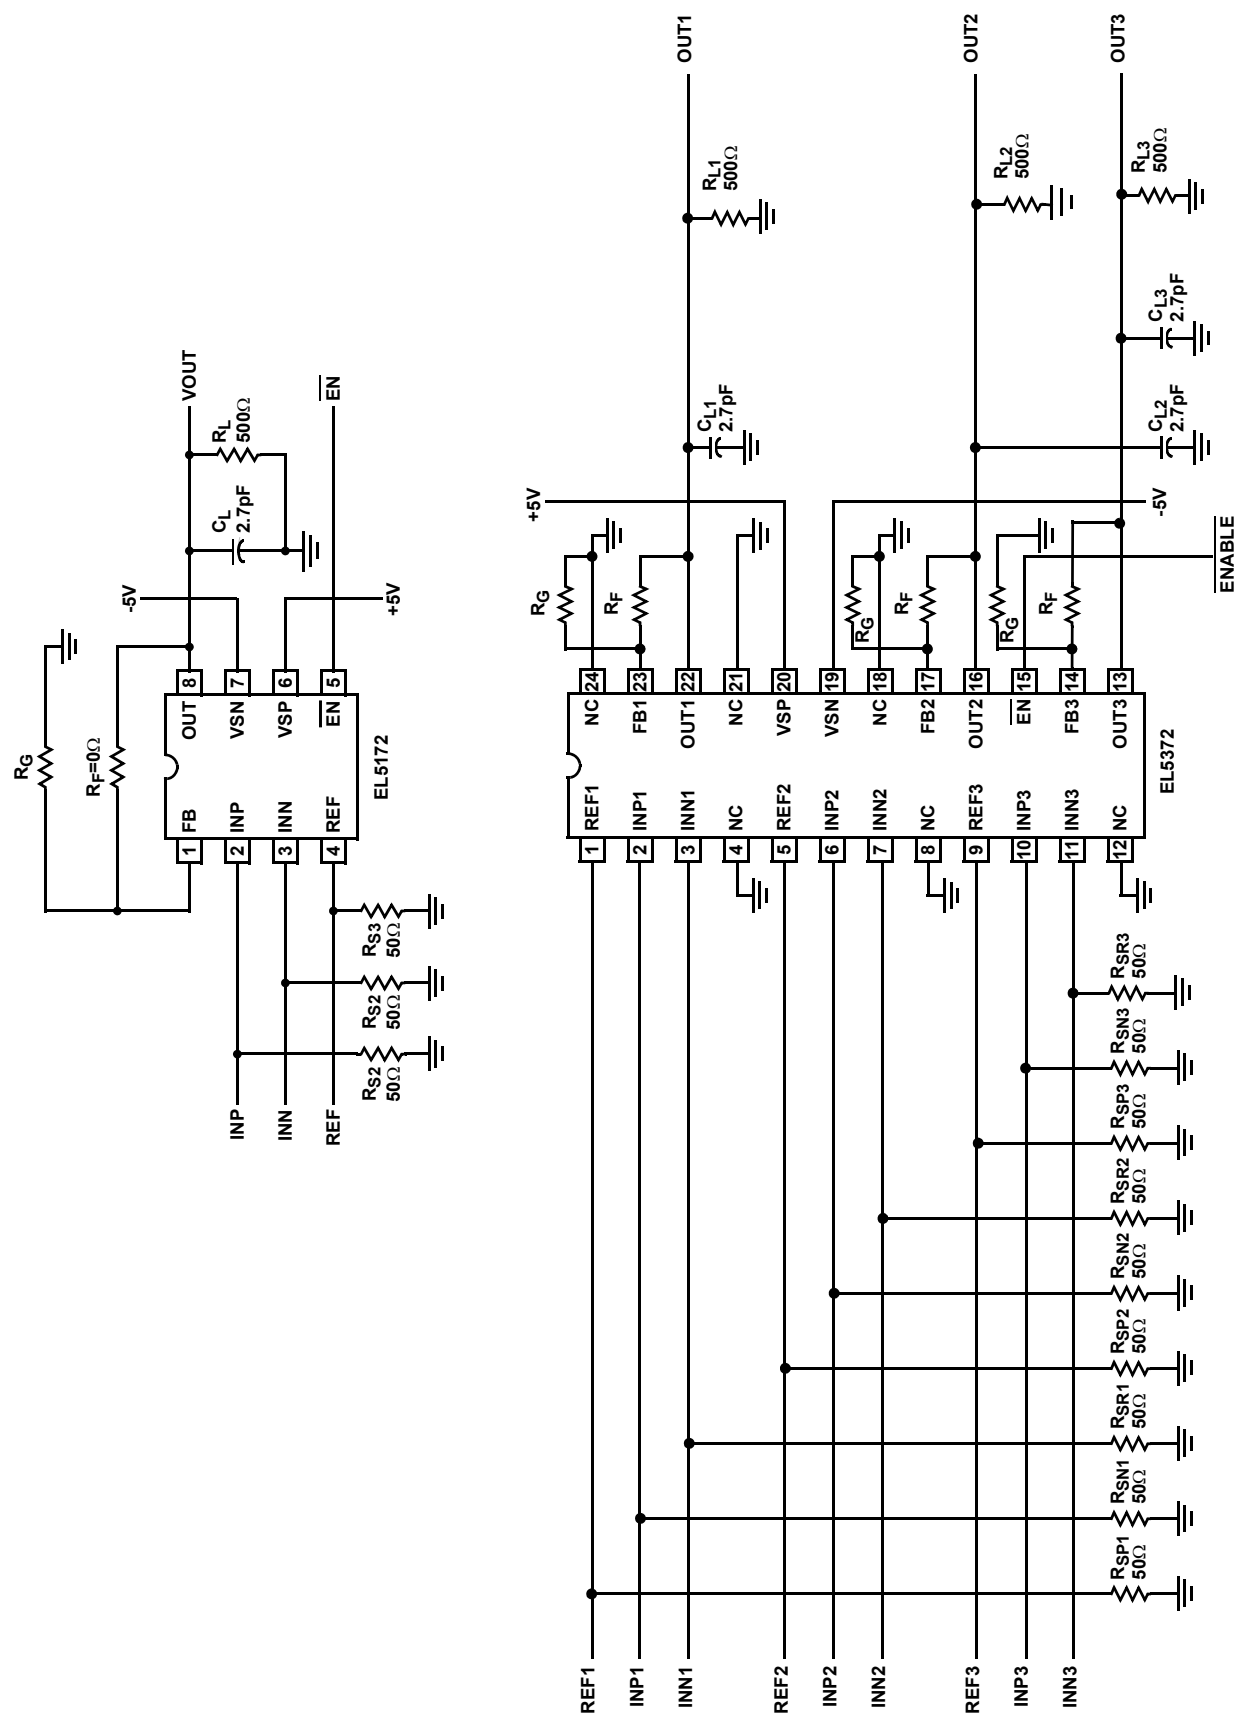 INP
INN
REF
RS2
50Ω
RS2
50Ω
RS3
50Ω
1
2
3
4
FB
INP
INN
REF
EL5172
OUT
VSN
VSP
EN
8
7
6
5
RG
RF=0Ω
-5V
+5V
CL
2.7pF
RL
500Ω
VOUT
EN
REF1
INP1
INN1
REF2
INP2
INN2
REF3
INP3
INN3
RSP1
50Ω
RSN1
50Ω
RSR1
50Ω
RSP2
50Ω
RSN2
50Ω
RSR2
50Ω
RSP3
50Ω
RSN3
50Ω
RSR3
50Ω
1
2
3
4
5
6
7
8
9
10
11
12
REF1
INP1
INN1
NC
REF2
INP2
INN2
NC
REF3
INP3
INN3
NC
EL5372
NC
FB1
OUT1
NC
VSP
VSN
NC
FB2
OUT2
EN
FB3
OUT3
24
23
22
21
20
19
18
17
16
15
14
13
RG
RF
RG
RF
RG
RF
+5V
-5V
ENABLE
CL1
2.7pF
CL2
2.7pF
CL3
2.7pF
RL1
500Ω
RL2
500Ω
RL3
500Ω
OUT1
OUT2
OUT3